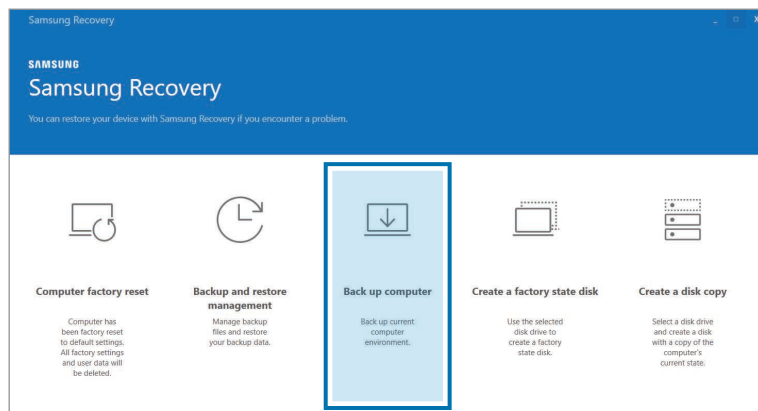 Samsung Recovery
SAMSUNG
Samsung Recovery
You can restore your device with Samsung Recovery if you encounter a problem.
Computer factory reset
Computer has
been factory reset
to default settings.
All factory settings
and user data will
be deleted.
Backup and restore
management
Manage backup
files and restore
your backup data.
Back up computer
Back up current
computer
environment.
Create a factory state disk
Use the selected
disk drive to
create a factory
state disk.
Create a disk copy
Select a disk drive
and create a disk
with a copy of the
computer's
current state.